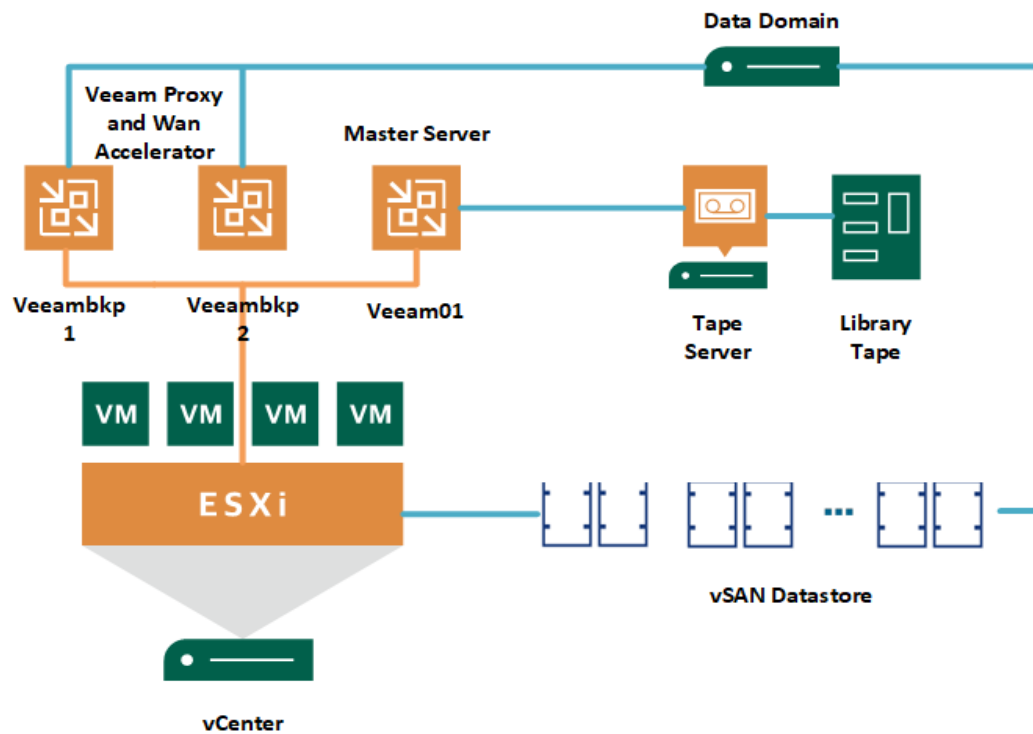 Data Domain
Veeam Proxy
and Wan
Accelerator
Master Server
Veeambkp
1
Veeambkp
2
Veeam01
Tape
Server
Library
Tape
VM
VM
VM
VM
ESXi
vSAN Datastore
vCenter